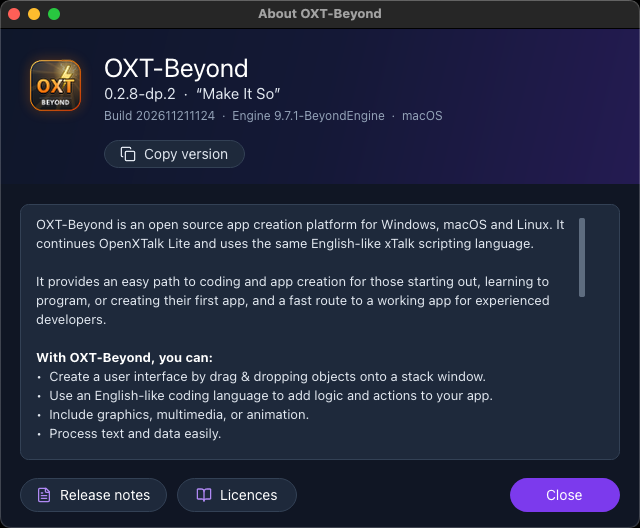 About OXT-Beyond
OXT
BEYOND
OXT-Beyond
0.2.8-dp.2 · “Make It So”
Build 202611211124 · Engine 9.7.1-BeyondEngine · macOS
Copy version
OXT-Beyond is an open source app creation platform for Windows, macOS and Linux. It
continues OpenXTalk Lite and uses the same English-like xTalk scripting language.
It provides an easy path to coding and app creation for those starting out, learning to
program, or creating their first app, and a fast route to a working app for experienced
developers.
With OXT-Beyond, you can:
• Create a user interface by drag & dropping objects onto a stack window.
• Use an English-like coding language to add logic and actions to your app.
• Include graphics, multimedia, or animation.
• Process text and data easily.
Release notes
Licences
Close